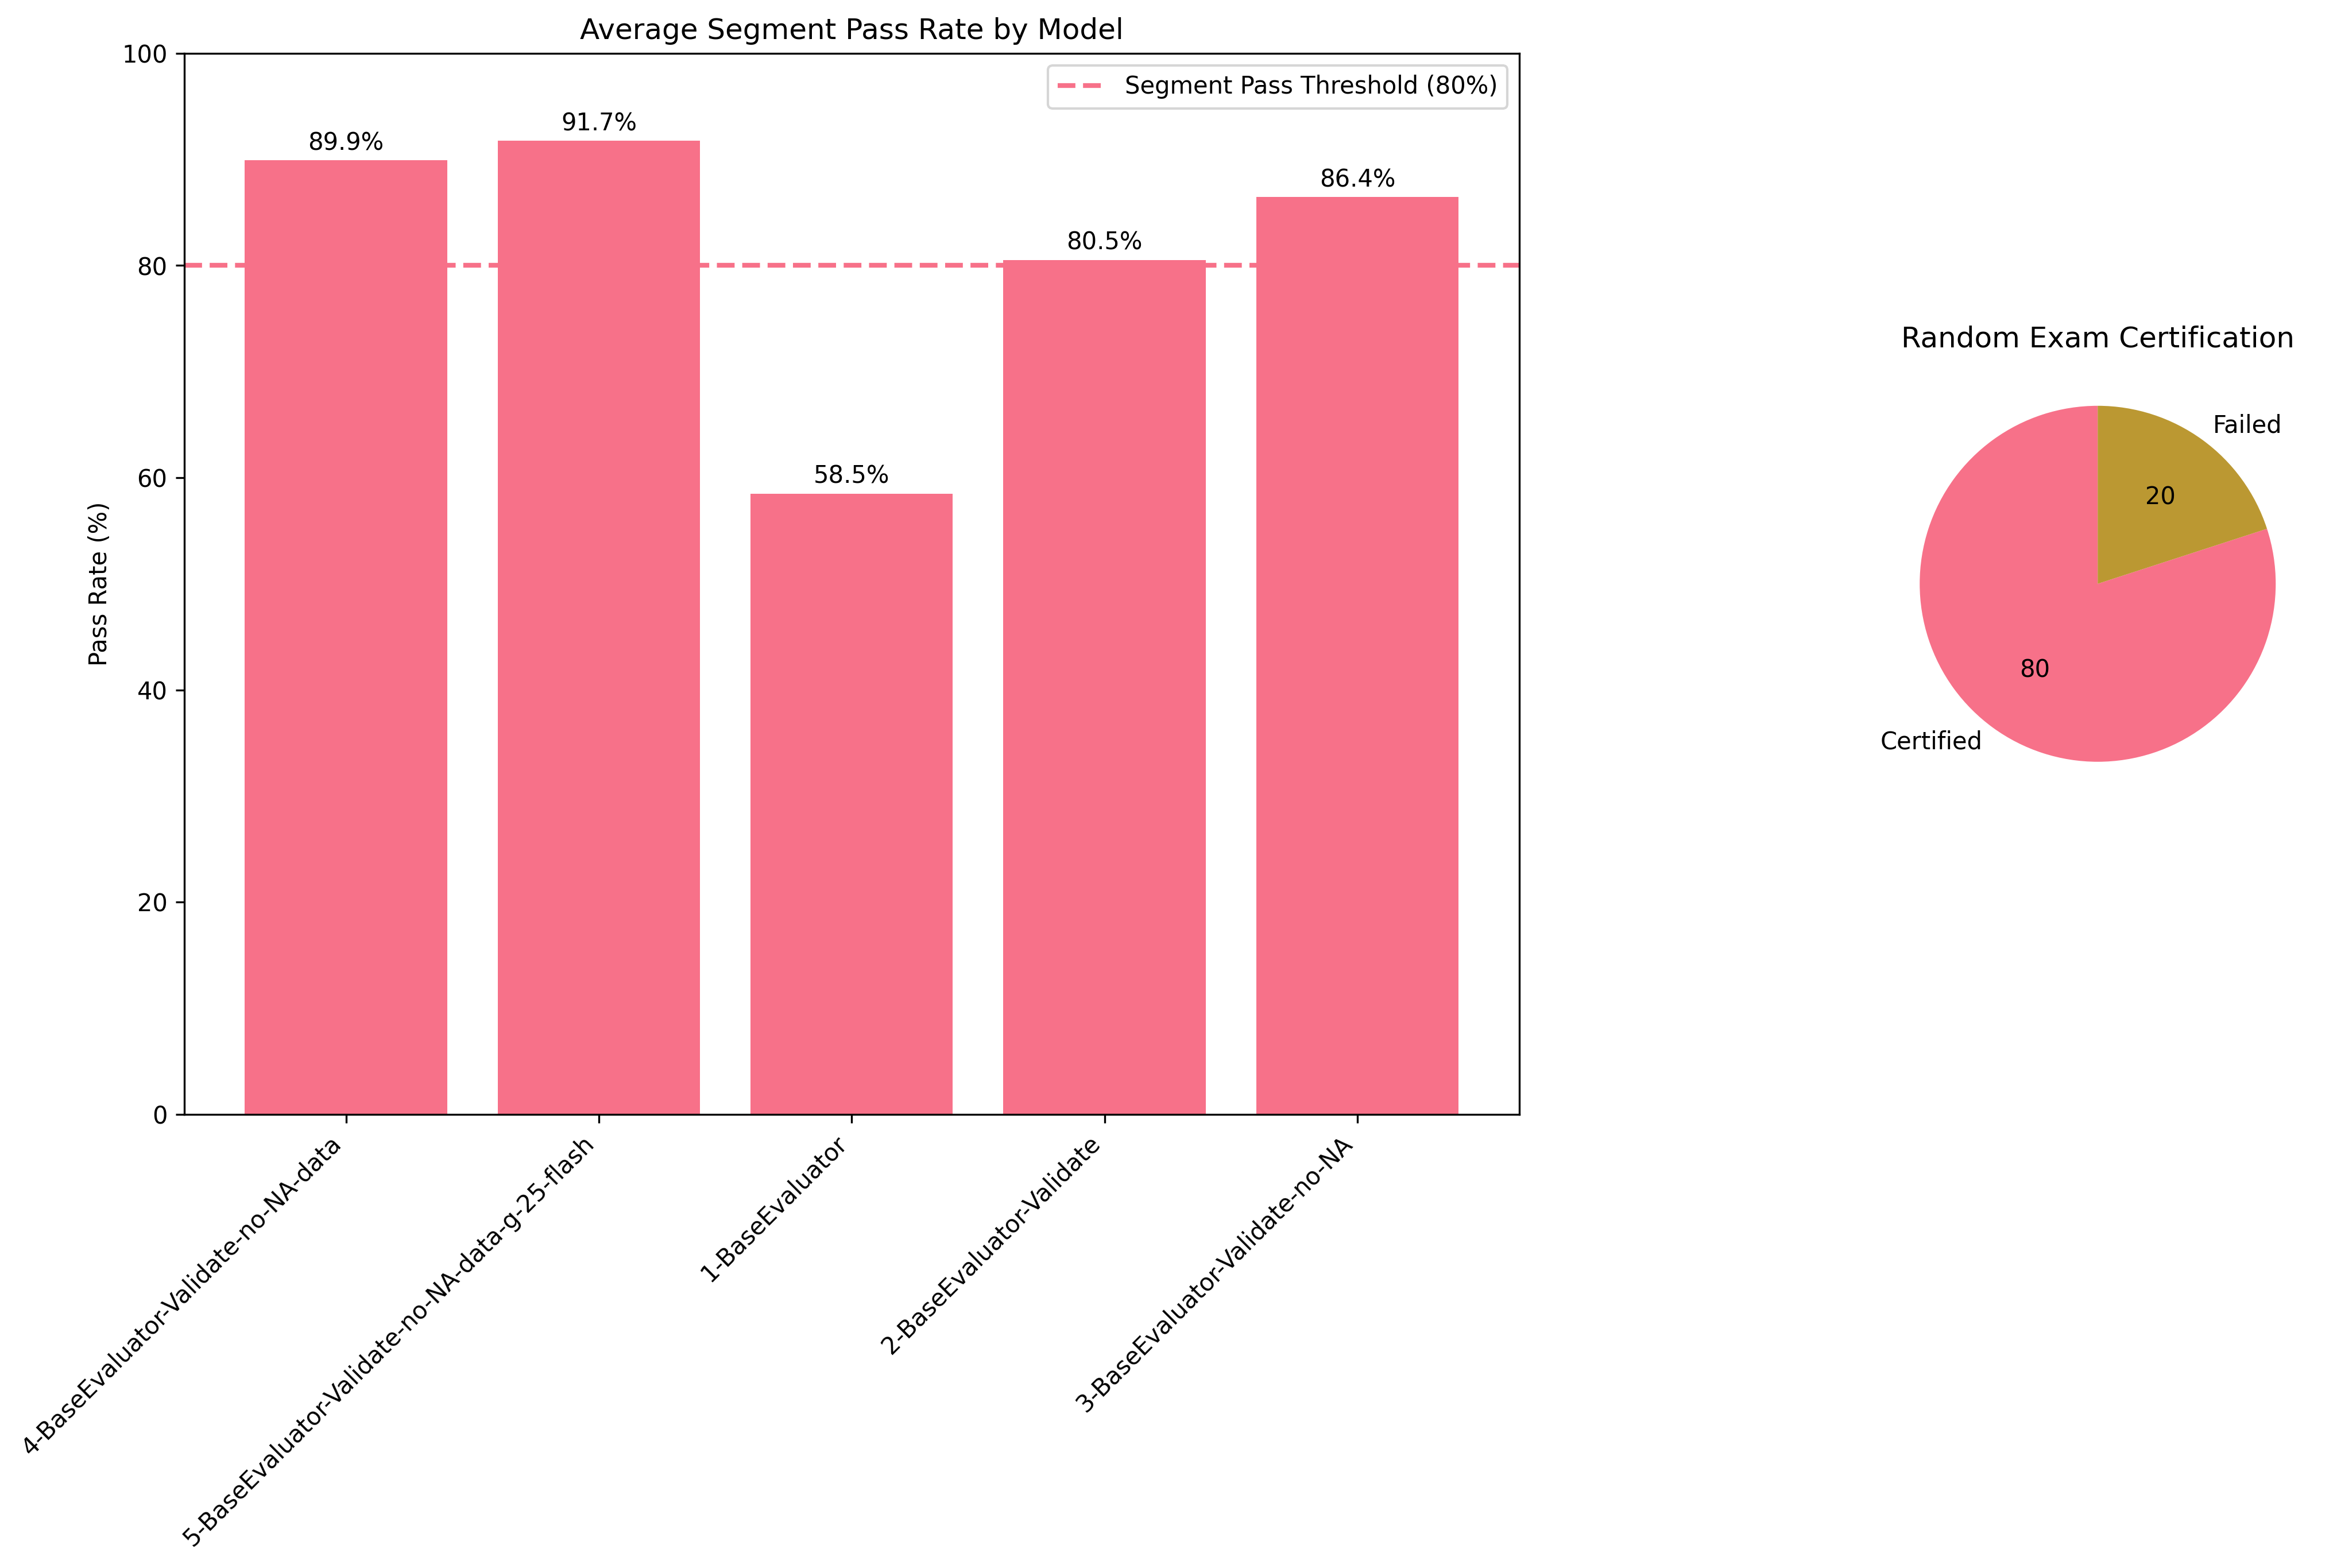 Average Segment Pass Rate by Model
Segment Pass Threshold (80%)
Pass Rate (%)
100
80
60
40
20
0
89.9%
91.7%
58.5%
80.5%
86.4%
4-BaseEvaluator-Validate-no-NA-data
5-BaseEvaluator-Validate-no-NA-data-g-25-flash
1-BaseEvaluator
2-BaseEvaluator-Validate
3-BaseEvaluator-Validate-no-NA
Random Exam Certification
Failed
20
80
Certified